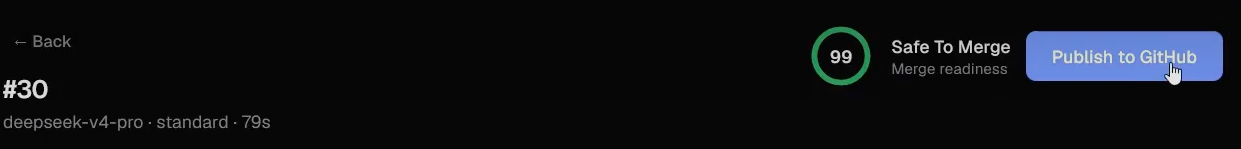 ← Back
#30
deepseek-v4-pro · standard · 79s
99
Safe To Merge
Merge readiness
Publish to GitHub